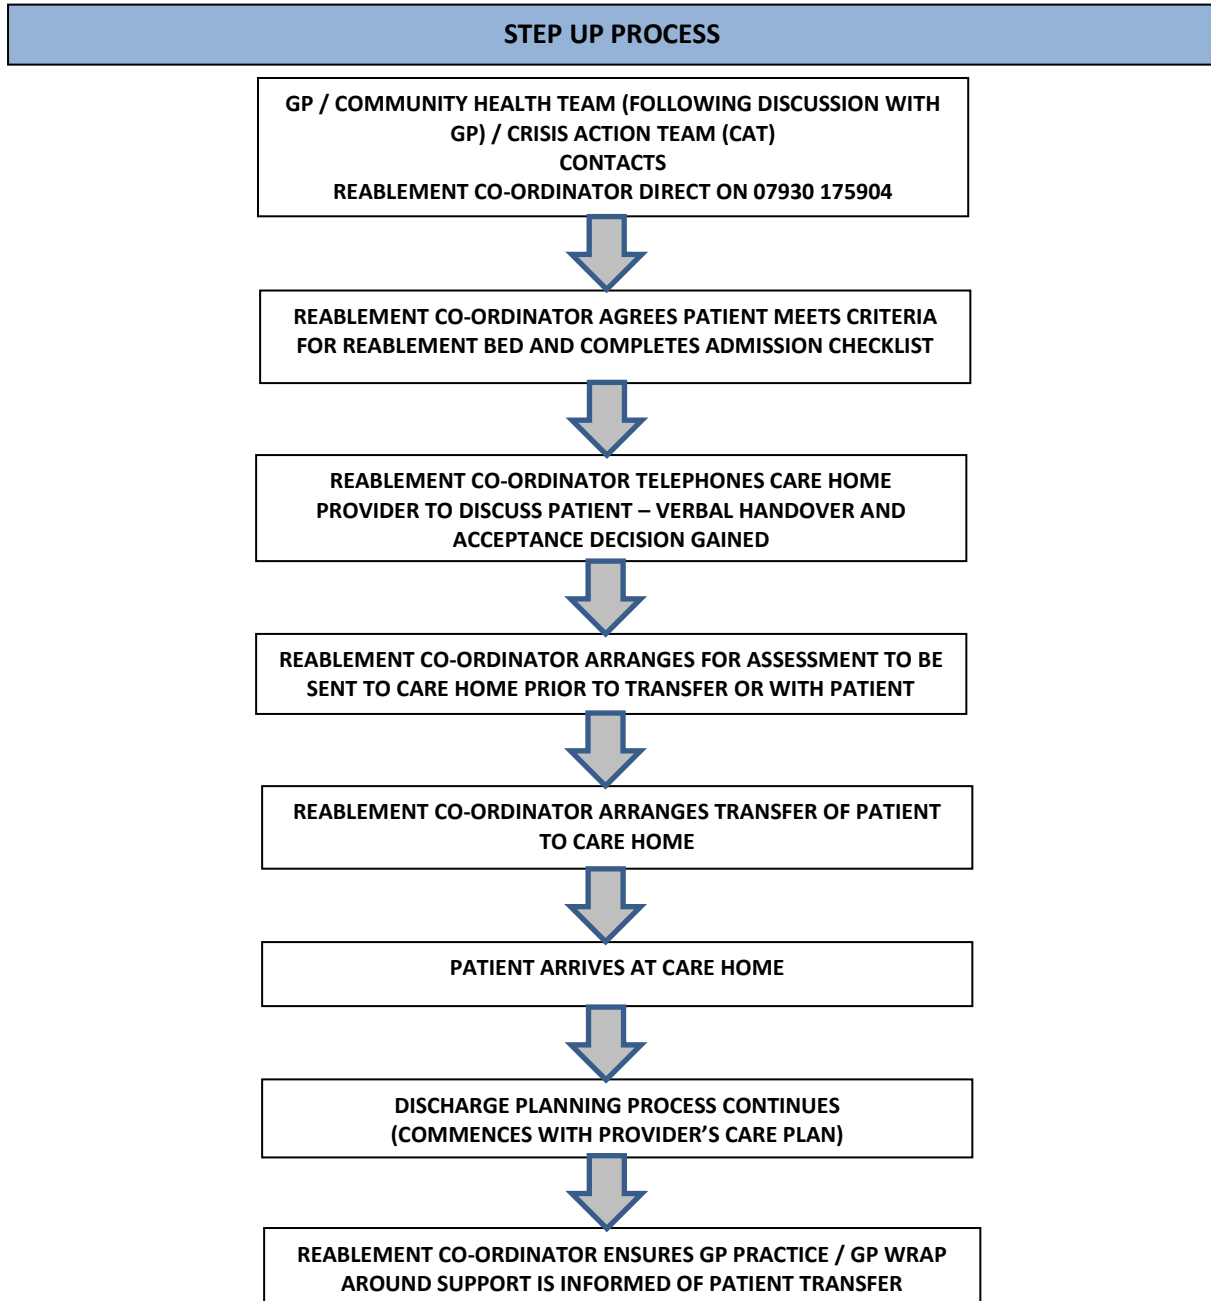 STEP UP PROCESS
GP / COMMUNITY HEALTH TEAM (FOLLOWING DISCUSSION WITH
GP) / CRISIS ACTION TEAM (CAT)
CONTACTS
REABLEMENT CO-ORDINATOR DIRECT ON 07930 175904
REABLEMENT CO-ORDINATOR AGREES PATIENT MEETS CRITERIA
FOR REABLEMENT BED AND COMPLETES ADMISSION CHECKLIST
REABLEMENT CO-ORDINATOR TELEPHONES CARE HOME
PROVIDER TO DISCUSS PATIENT – VERBAL HANDOVER AND
ACCEPTANCE DECISION GAINED
REABLEMENT CO-ORDINATOR ARRANGES FOR ASSESSMENT TO BE
SENT TO CARE HOME PRIOR TO TRANSFER OR WITH PATIENT
REABLEMENT CO-ORDINATOR ARRANGES TRANSFER OF PATIENT
TO CARE HOME
PATIENT ARRIVES AT CARE HOME
DISCHARGE PLANNING PROCESS CONTINUES
(COMMENCES WITH PROVIDER’S CARE PLAN)
REABLEMENT CO-ORDINATOR ENSURES GP PRACTICE / GP WRAP
AROUND SUPPORT IS INFORMED OF PATIENT TRANSFER